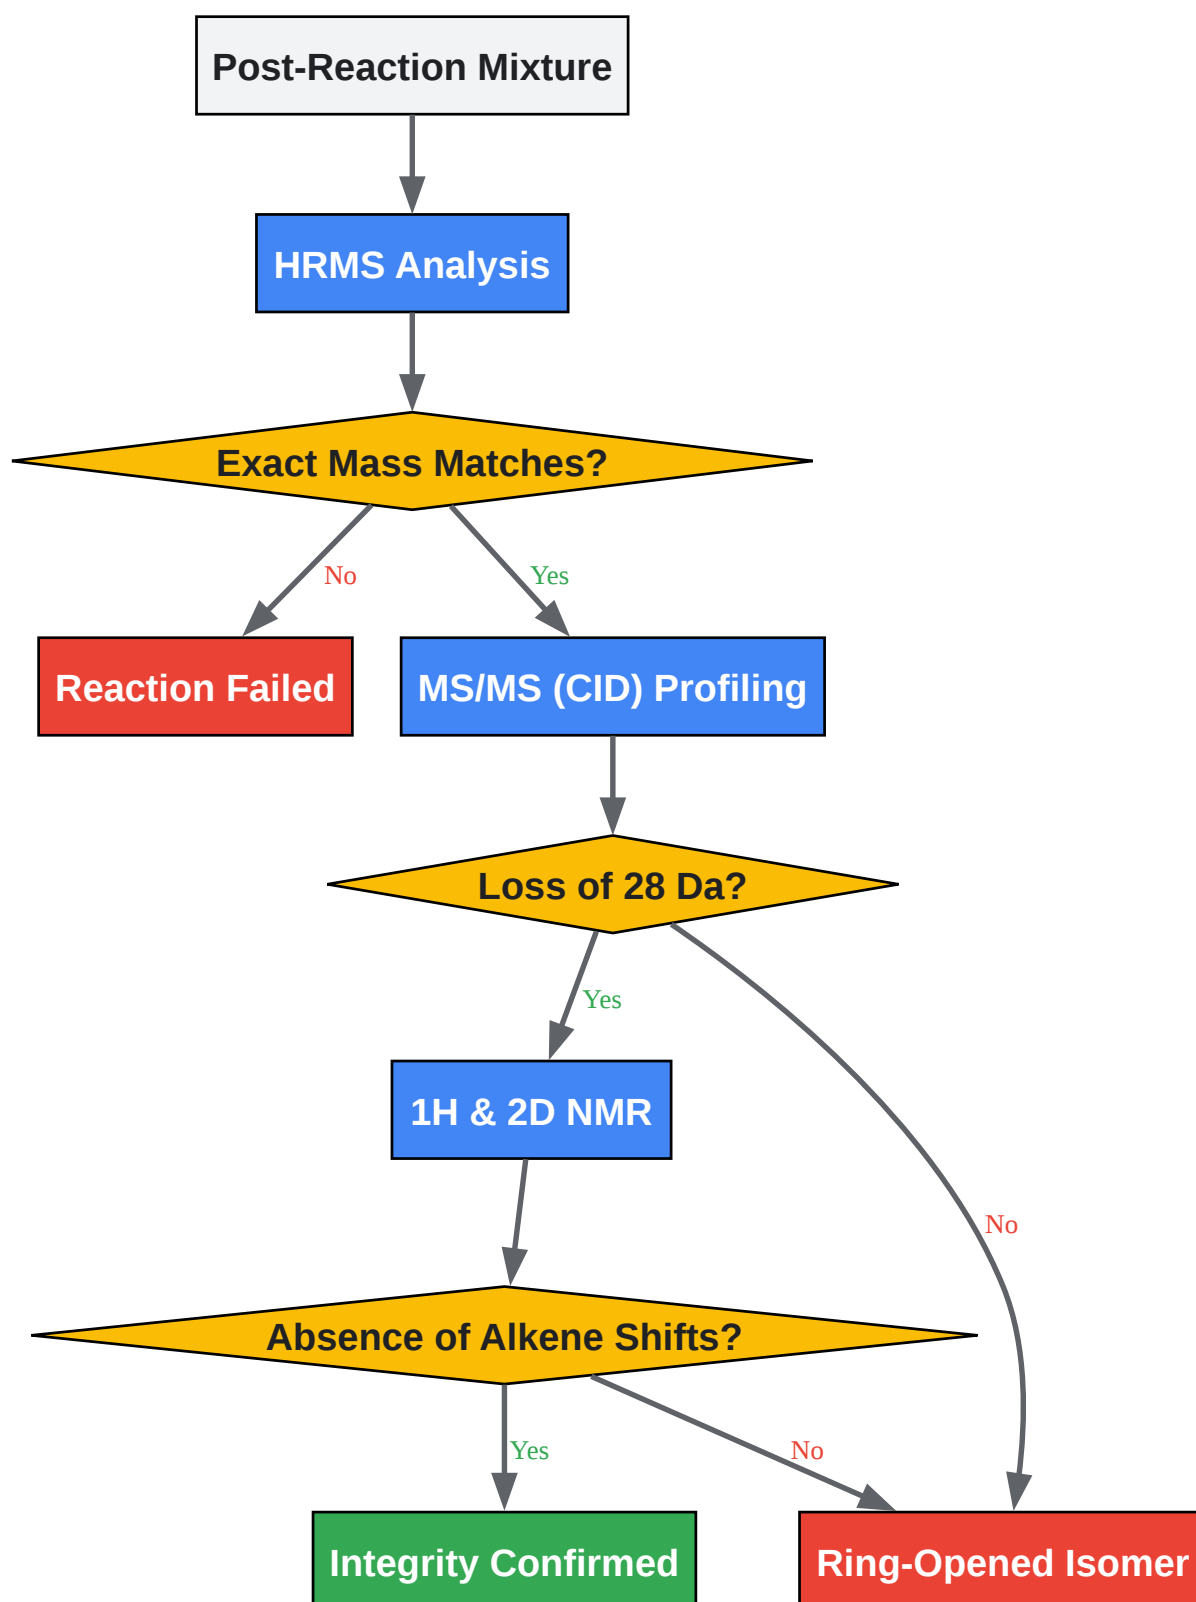 Post-Reaction Mixture
HRMS Analysis
Exact Mass Matches?
No
Yes
Reaction Failed
MS/MS (CID) Profiling
Loss of 28 Da?
Yes
1H & 2D NMR
No
Absence of Alkene Shifts?
Yes
No
Integrity Confirmed
Ring-Opened Isomer